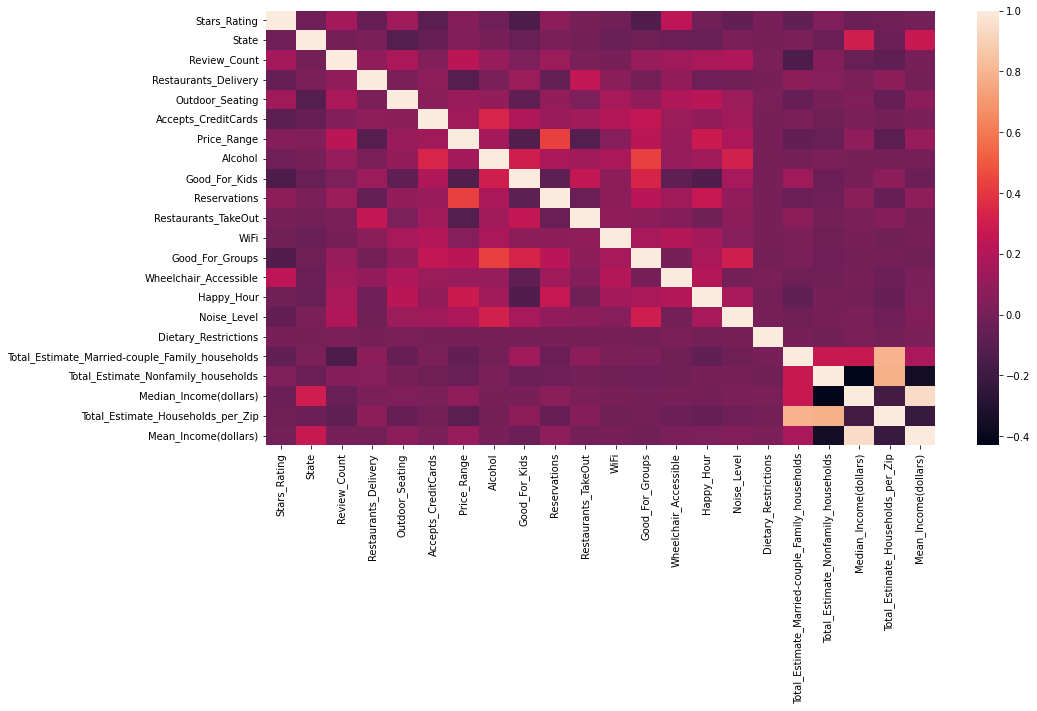 Stars_Rating
State
Review_Count
Restaurants_Delivery
Outdoor_Seating
Accepts_CreditCards
Price_Range
Alcohol
Good_For_Kids
Reservations
Restaurants_TakeOut
WiFi
Good_For_Groups
Wheelchair_Accessible
Happy_Hour
Noise_Level
Dietary_Restrictions
Total_Estimate_Married-couple_Family_households
Total_Estimate_Nonfamily_households
Median_Income(dollars)
Total_Estimate_Households_per_Zip
Mean_Income(dollars)
Stars_Rating
State
Review_Count
Restaurants_Delivery
Outdoor_Seating
Accepts_CreditCards
Price_Range
Alcohol
Good_For_Kids
Reservations
Restaurants_TakeOut
WiFi
Good_For_Groups
Wheelchair_Accessible
Happy_Hour
Noise_Level
Dietary_Restrictions
Total_Estimate_Married-couple_Family_households
Total_Estimate_Nonfamily_households
Median_Income(dollars)
Total_Estimate_Households_per_Zip
Mean_Income(dollars)
1.0
0.8
0.6
0.4
0.2
0.0
−0.2
−0.4